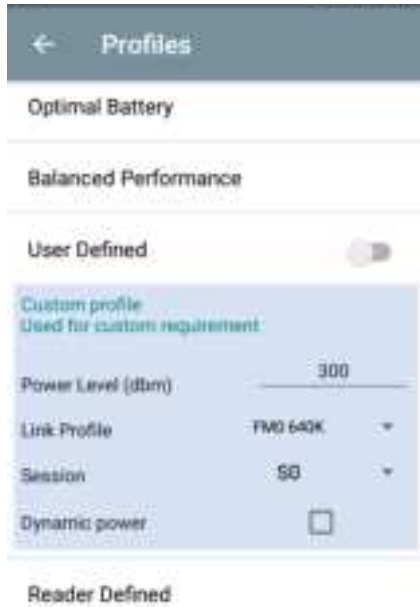 Profiles
Optimal Battery
Balanced Performance
User Defined
Custom profile
Used for custom requirement
Power Level (dbm) 300
Link Profile FM0 640K
Session S0
Dynamic power
Reader Defined